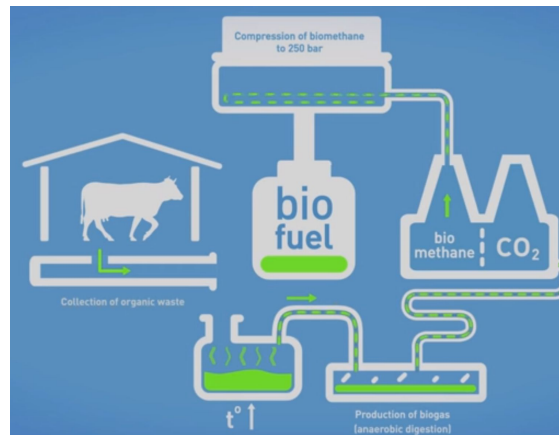 Compression of biomethane
to 250 bar
bio
fuel
bio
methane
CO₂
Collection of organic waste
t°
Production of biogas
(anaerobic digestion)